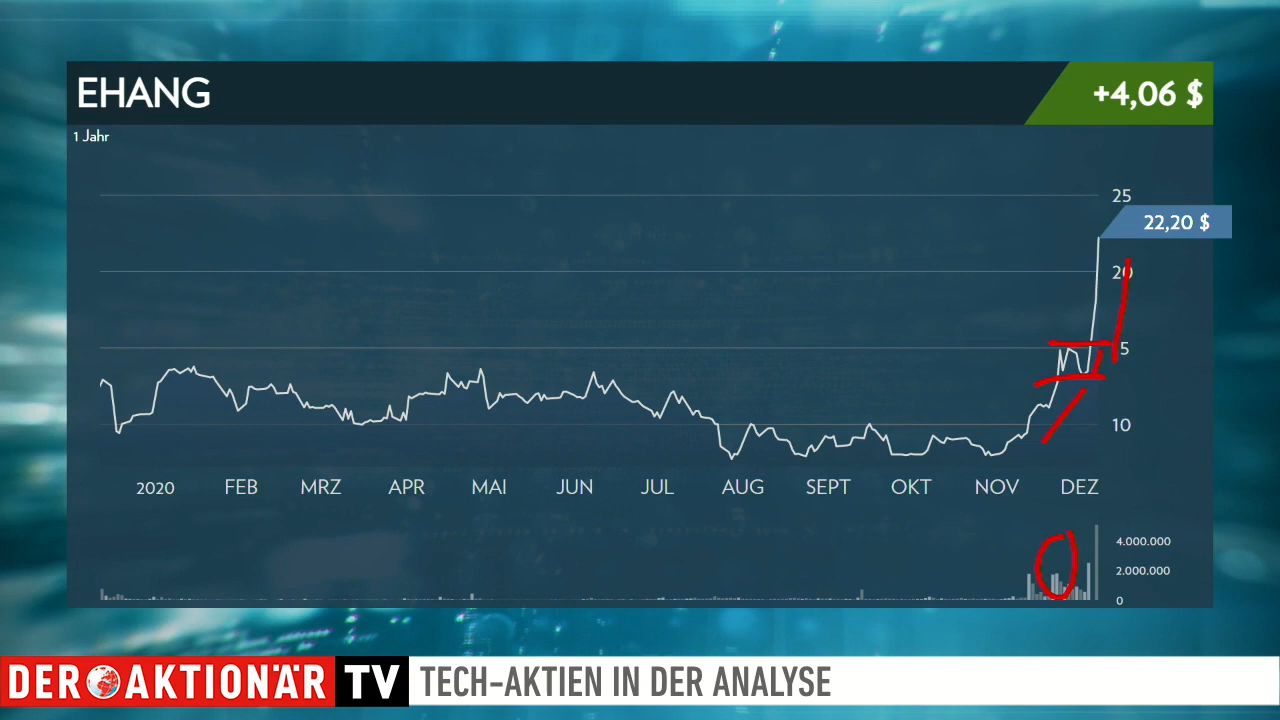 EHANG
+4,06 $
1 Jahr
25
22,20 $
20
5
10
2020 FEB MRZ APR MAI JUN JUL AUG SEPT OKT NOV DEZ
4.000.000
2.000.000
0
DER AKTIONÄR TV
TECH-AKTIEN IN DER ANALYSE